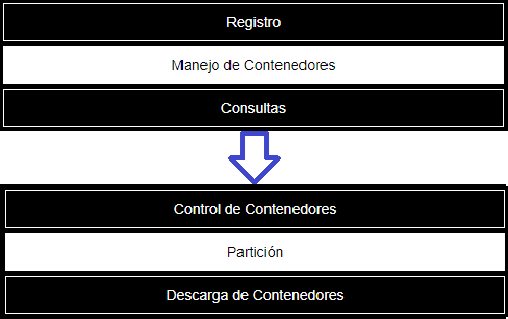 Registro
Manejo de Contenedores
Consultas
Control de Contenedores
Partición
Descarga de Contenedores